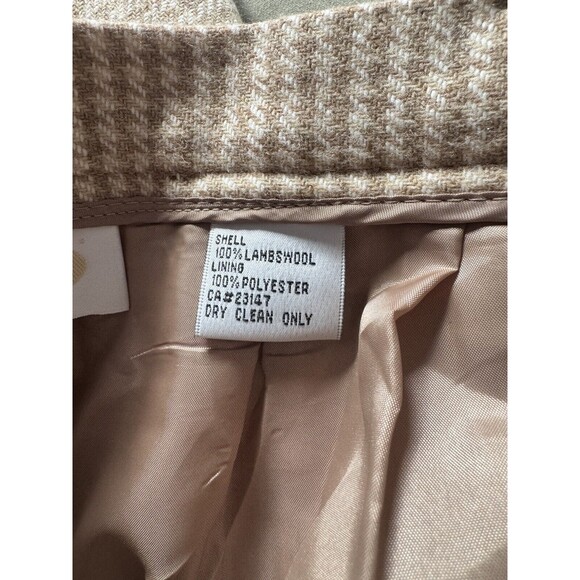 SHELL
100% LAMBSWOOL
LINING
100% POLYESTER
CA#23147
DRY CLEAN ONLY